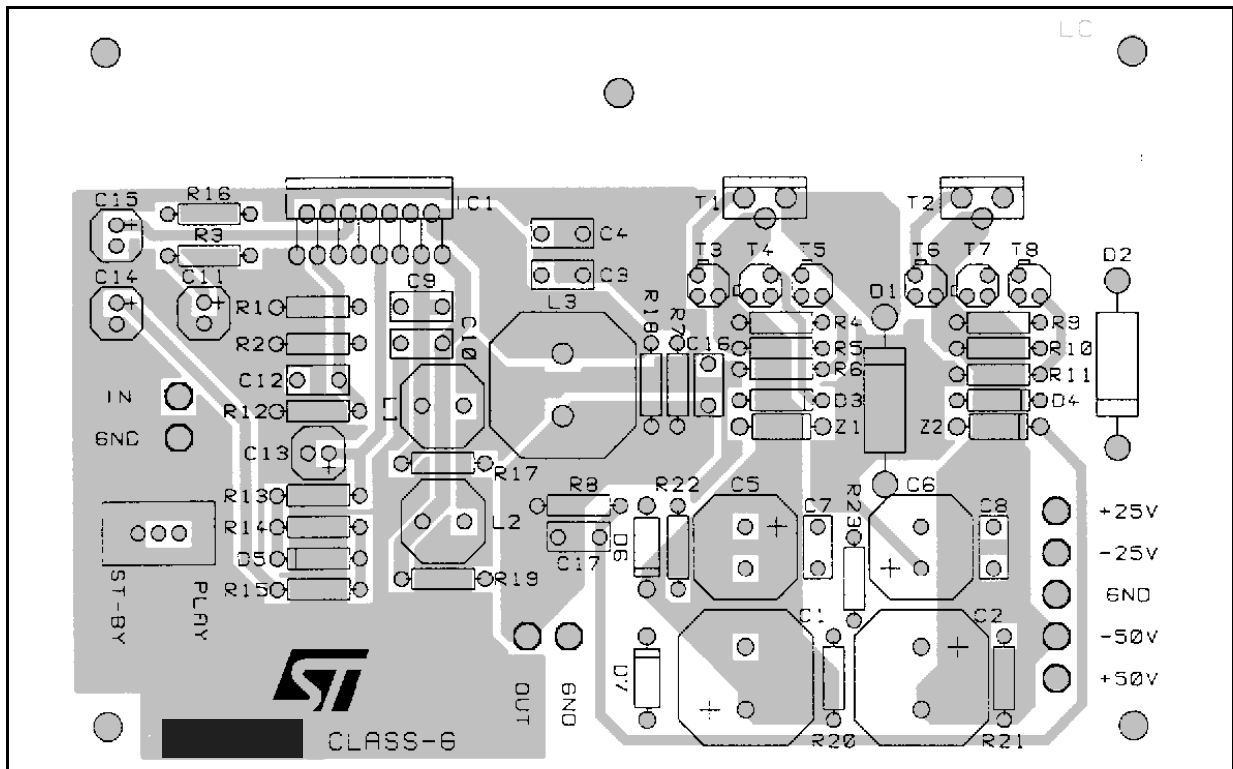 LC
C15
R16
IC1
T1
T2
R3
C4
C14
C11
C3
T3
T4
T5
T6
T7
T8
D2
C9
L3
D1
R1
R18
R7
R4
R9
R2
C10
C16
R5
R10
R6
R11
C12
IN
L1
D3
D4
R12
GND
Z1
Z2
C13
R17
R13
R8
R22
C5
C7
R23
C6
C8
+25V
R14
L2
-25V
D5
C17
D6
R15
R19
GND
ST-BY
PLAY
C1
C2
-50V
ST
OUT
GND
D7
+50V
CLASS-G
R20
R21